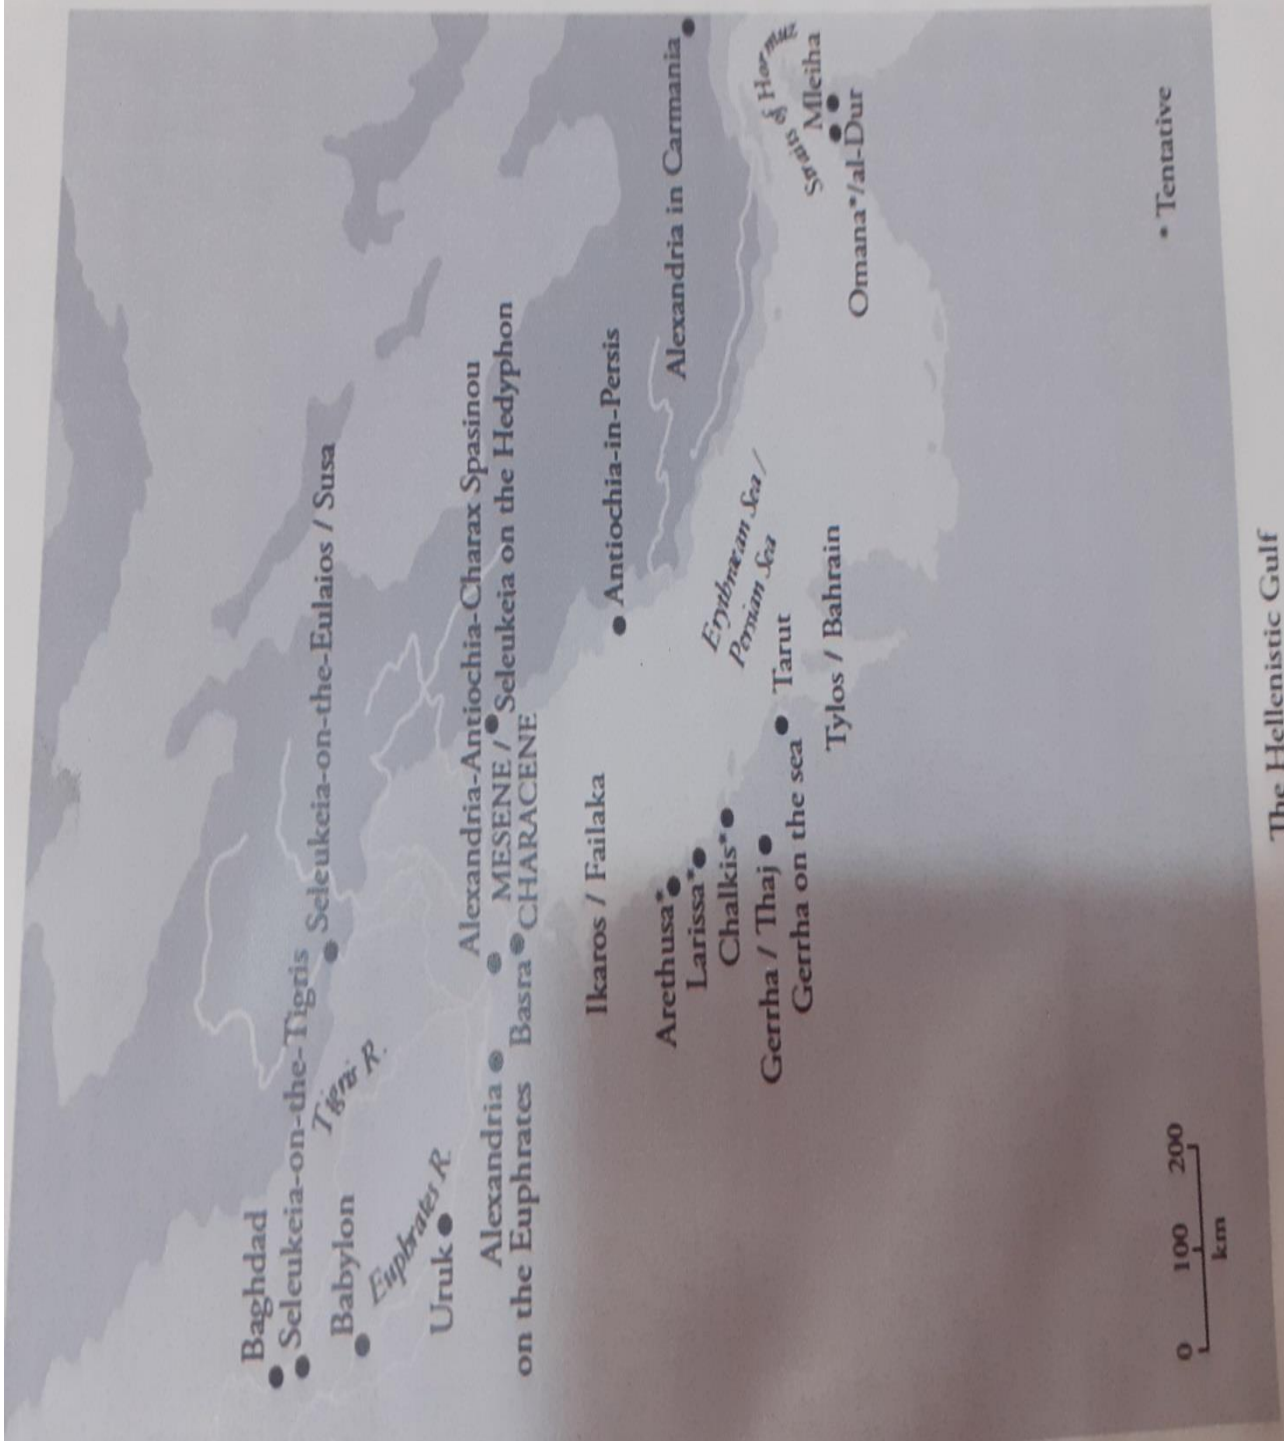 Baghdad
Seleukeia-on-the-Tigris
Tigris R.
Babylon
Euphrates R.
Uruk
Seleukeia-on-the-Eulaios / Susa
Alexandria
on the Euphrates
Alexandria-Antiochia-Charax Spasinou
MESENE /
CHARACENE
Seleukeia on the Hedyphon
Basra
Ikaros / Failaka
Antiochia-in-Persis
Alexandria in Carmania
Arethusa*
Larissa*
Chalkis*
Gerrha / Thaj
Gerrha on the sea
Tarut
Erythraean Sea /
Persian Sea
Tylos / Bahrain
Straits of
Mleiha
Omana*/al-Dur
0 100 200
km
* Tentative
The Hellenistic Gulf